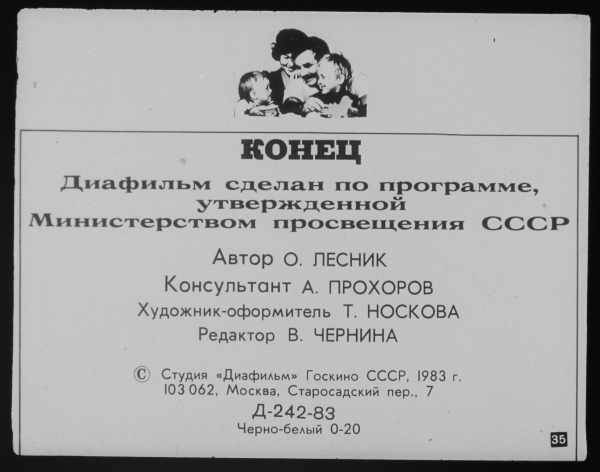 КОНЕЦ
Диафильм сделан по программе,
утвержденной
Министерством просвещения СССР
Автор О. ЛЕСНИК
Консультант А. ПРОХОРОВ
Художник-оформитель Т. НОСКОВА
Редактор В. ЧЕРНИНА
© Студия «Диафильм» Госкино СССР, 1983 г.
103 062, Москва, Старосадский пер., 7
Д-242-83
Черно-белый 0-20
35